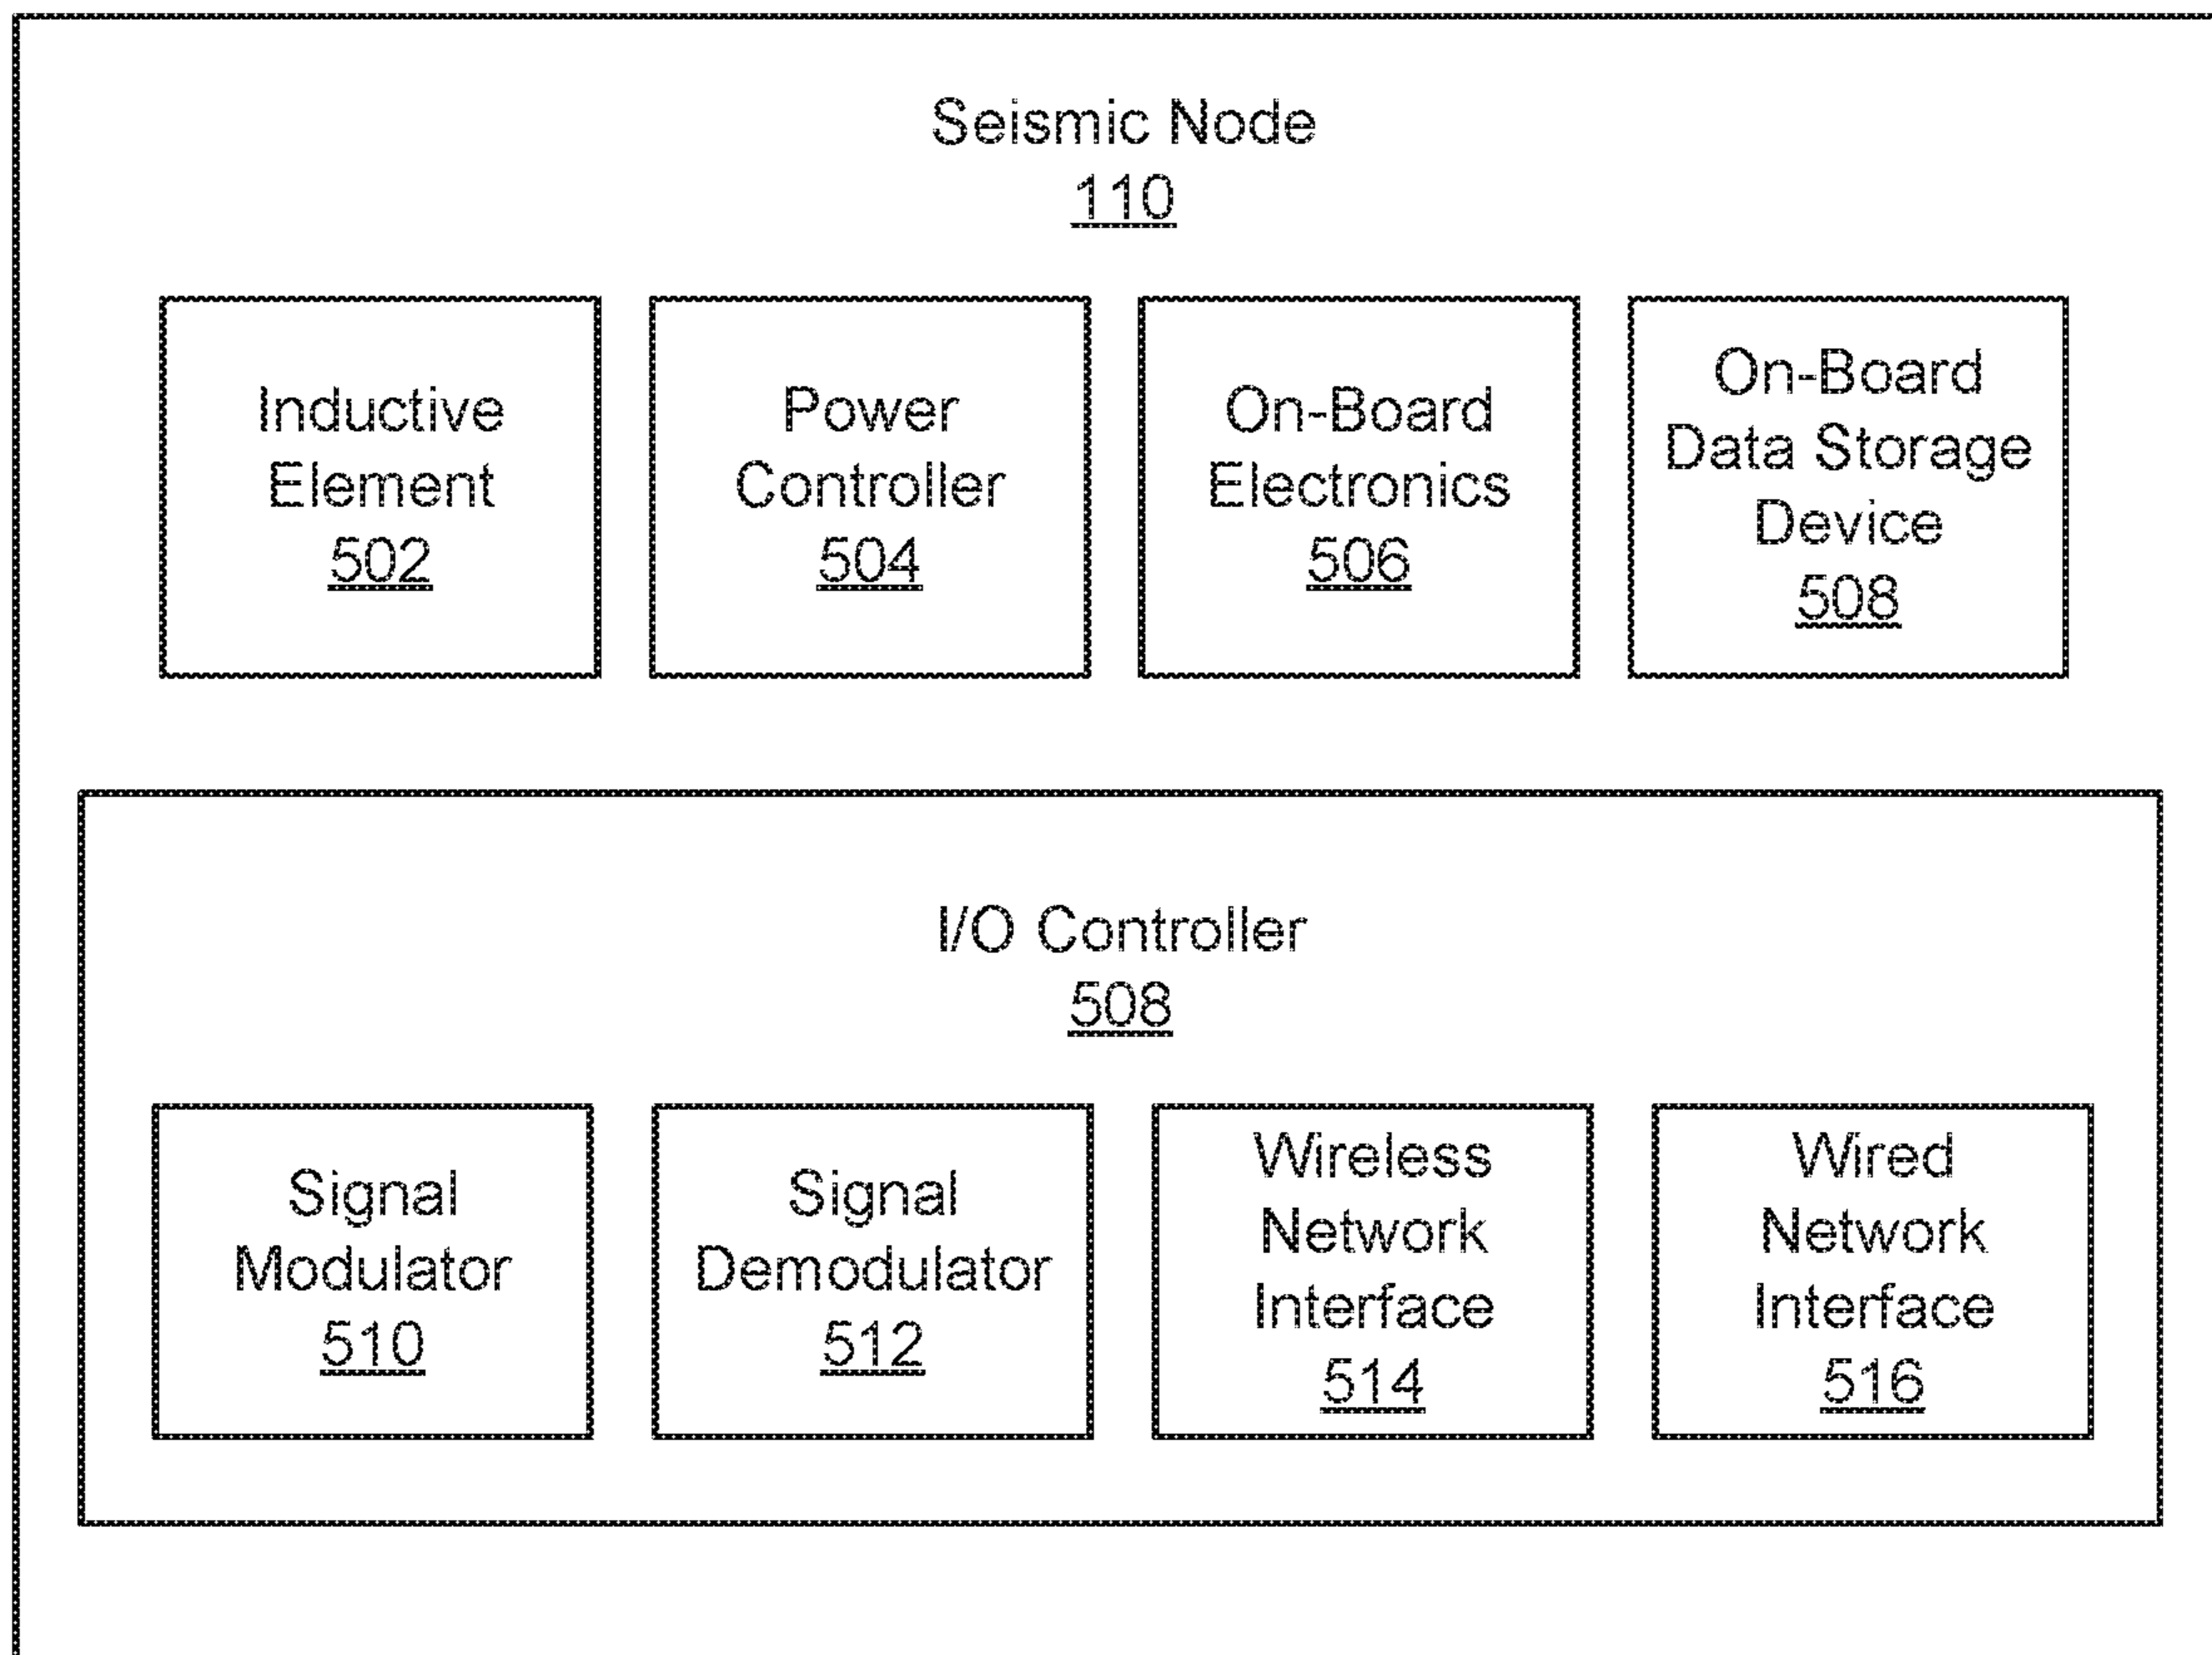 Seismic Node
110
Inductive
Element
502
Power
Controller
504
On-Board
Electronics
506
On-Board
Data Storage
Device
508
I/O Controller
508
Signal
Modulator
510
Signal
Demodulator
512
Wireless
Network
Interface
514
Wired
Network
Interface
516